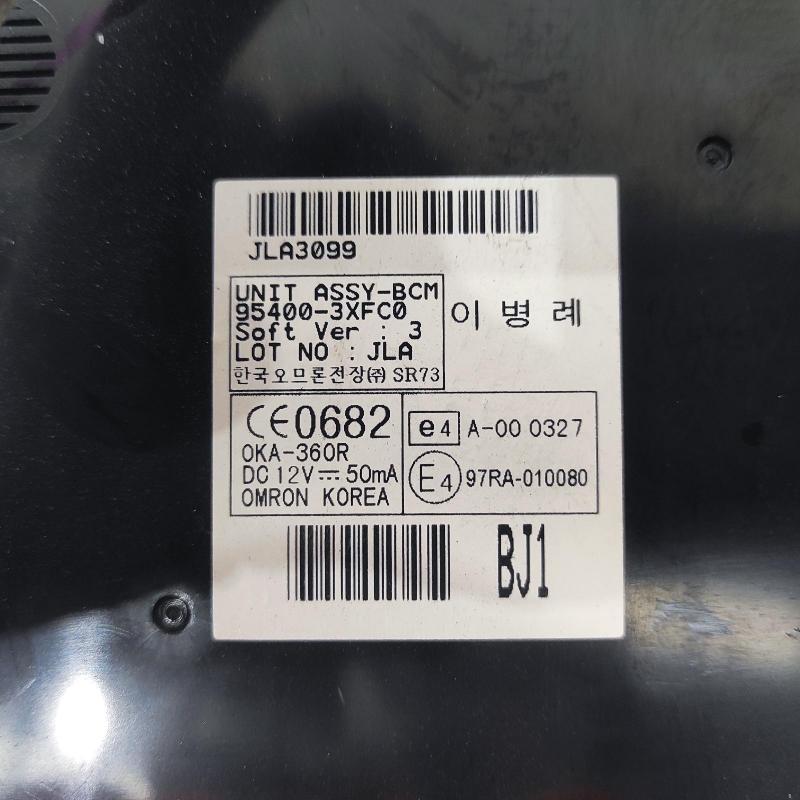 JLA3099
UNIT ASSY-BCM
95400-3XFC0
Soft Ver : 3
LOT NO : JLA
한국오므론전장㈜ SR73
이병례
CE0682
OKA-360R
DC 12V⎓50mA
OMRON KOREA
e4 A-00 0327
E4 97RA-010080
BJ1